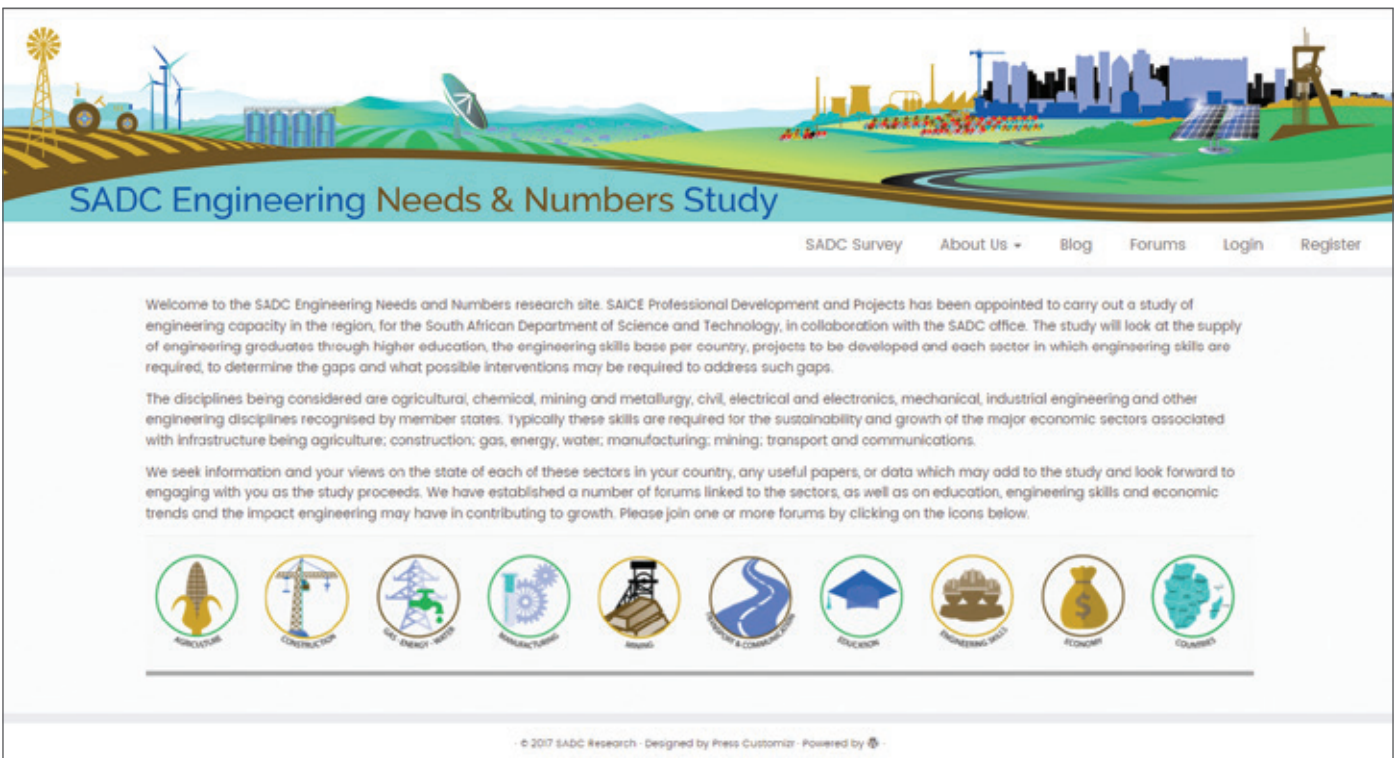 SADC Engineering Needs & Numbers Study
SADC Survey About Us Blog Forums Login Register
Welcome to the SADC Engineering Needs and Numbers research site. SAICE Professional Development and Projects has been appointed to carry out a study of
engineering capacity in the region, for the South African Department of Science and Technology, in collaboration with the SADC office. The study will look at the supply
of engineering graduates through higher education, the engineering skills base per country, projects to be developed and each sector in which engineering skills are
required, to determine the gaps and what possible interventions may be required to address such gaps.
The disciplines being considered are agricultural, chemical, mining and metallurgy, civil, electrical and electronics, mechanical, industrial engineering and other
engineering disciplines recognised by member states. Typically these skills are required for the sustainability and growth of the major economic sectors associated
with infrastructure being agriculture; construction; gas, energy, water; manufacturing; mining; transport and communications.
We seek information and your views on the state of each of these sectors in your country, any useful papers, or data which may add to the study and look forward to
engaging with you as the study proceeds. We have established a number of forums linked to the sectors, as well as on education, engineering skills and economic
trends and the impact engineering may have in contributing to growth. Please join one or more forums by clicking on the icons below.
AGRICULTURE CONSTRUCTION GAS - ENERGY - WATER MANUFACTURING MINING TRANSPORT & COMMUNICATION EDUCATION ENGINEERING SKILLS ECONOMY COUNTRIES
· © 2017 SADC Research · Designed by Press Customizr · Powered by ·